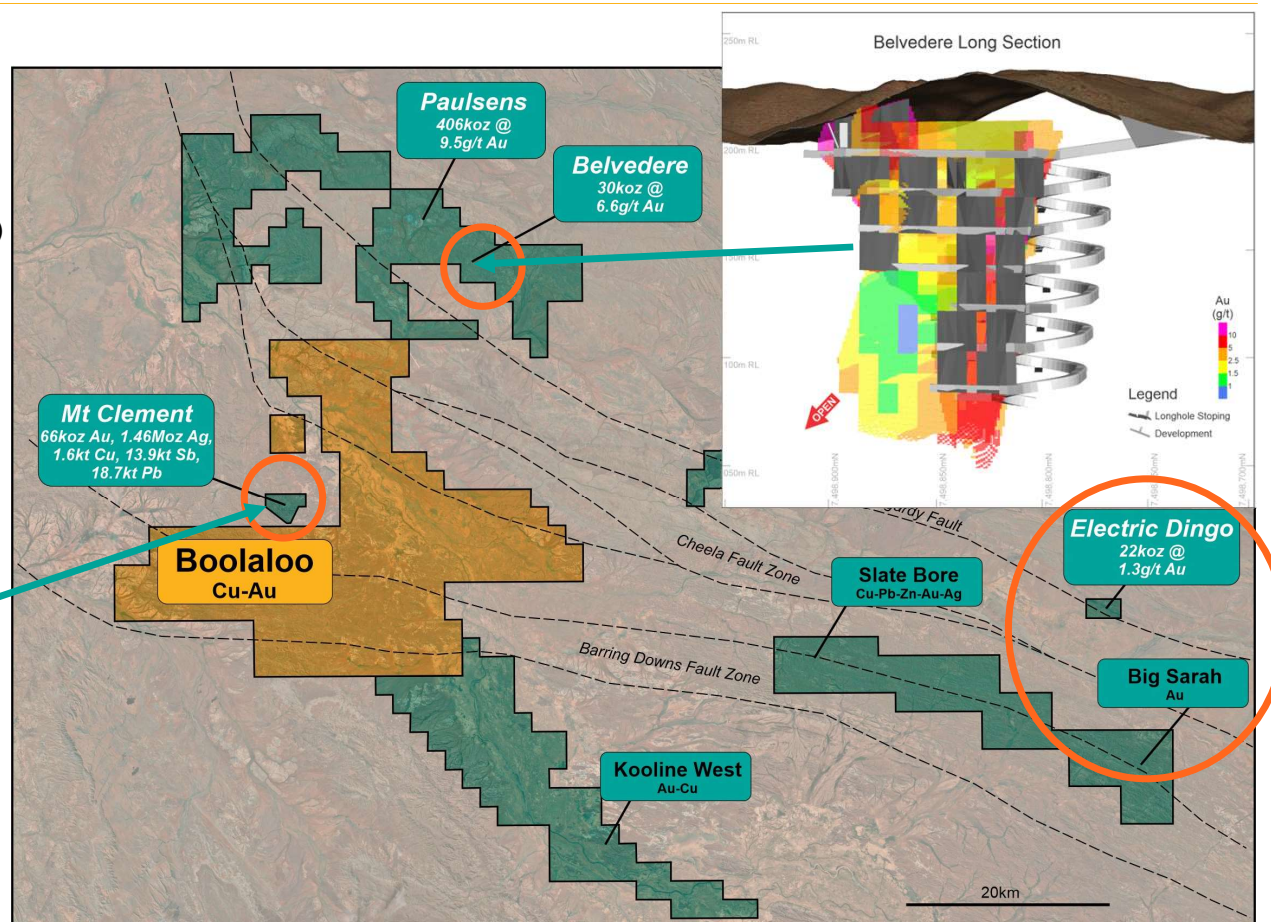 Belvedere Long Section
250m RL
200m RL
150m RL
100m RL
050m RL
Au
(g/t)
10
5
2.5
1.5
1
Legend
Longhole Stoping
Development
OPEN
7,498,900mN
7,498,850mN
7,498,800mN
7,498,700mN
Paulsens
406koz @
9.5g/t Au
Belvedere
30koz @
6.6g/t Au
Mt Clement
66koz Au, 1.46Moz Ag,
1.6kt Cu, 13.9kt Sb,
18.7kt Pb
Boolaloo
Cu-Au
Fault
Cheela Fault Zone
Electric Dingo
22koz @
1.3g/t Au
Slate Bore
Cu-Pb-Zn-Au-Ag
Barring Downs Fault Zone
Big Sarah
Au
Kooline West
Au-Cu
20km